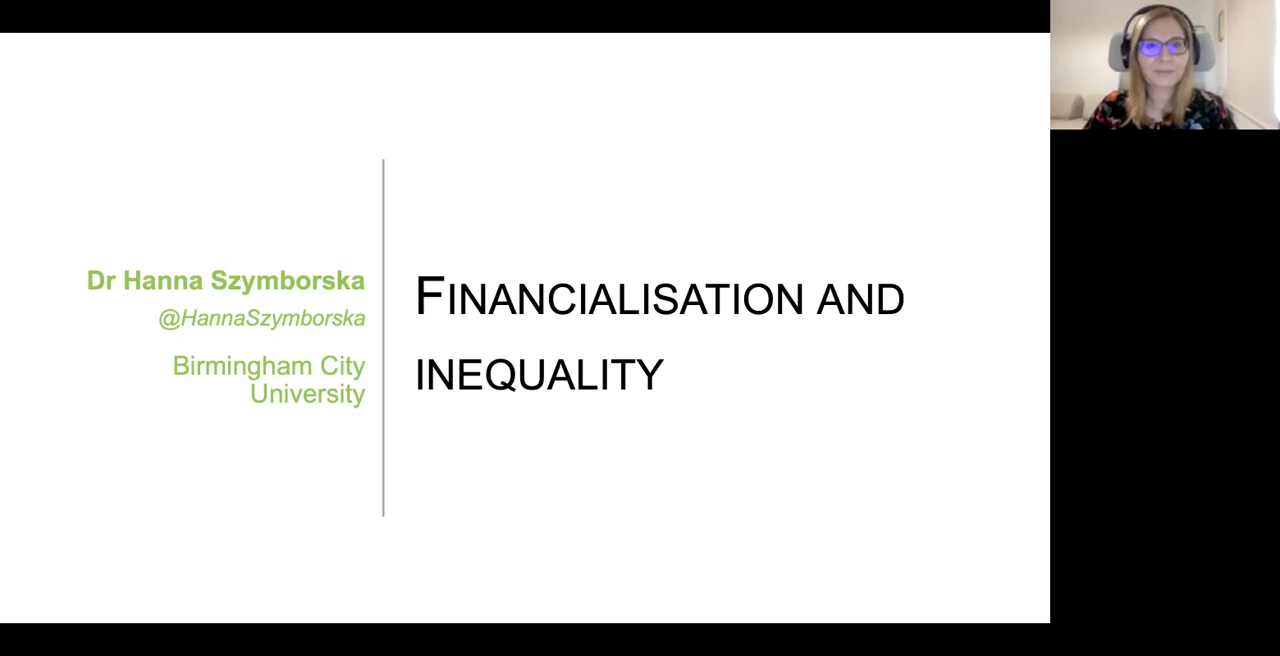 Dr Hanna Szymborska
@HannaSzymborska
Birmingham City
University
FINANCIALISATION AND
INEQUALITY